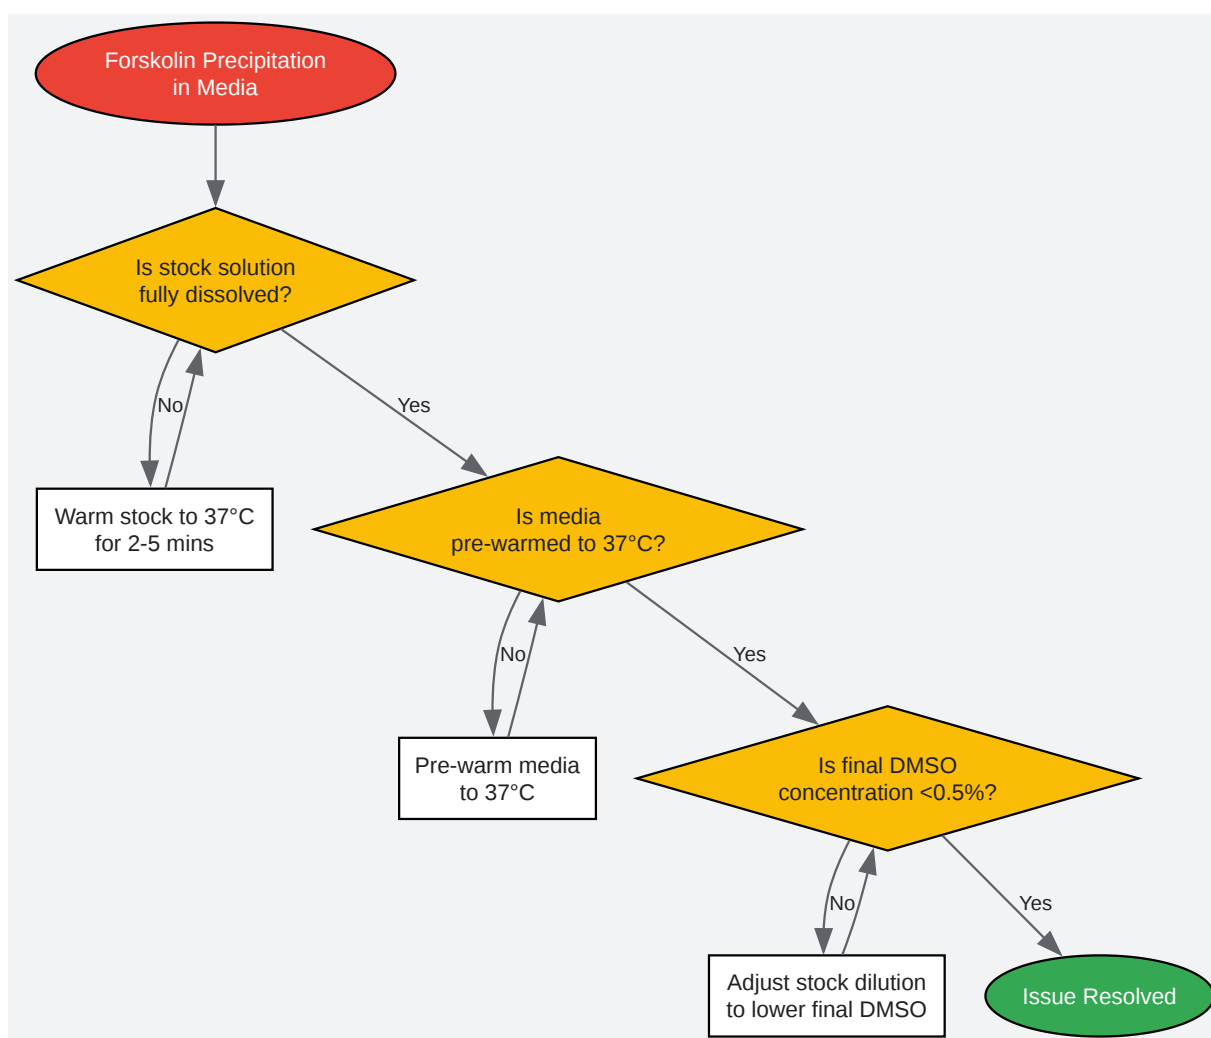 Forskolin Precipitation
in Media
Is stock solution
fully dissolved?
No
Yes
Warm stock to 37°C
for 2-5 mins
Is media
pre-warmed to 37°C?
No
Yes
Pre-warm media
to 37°C
Is final DMSO
concentration <0.5%?
No
Yes
Adjust stock dilution
to lower final DMSO
Issue Resolved